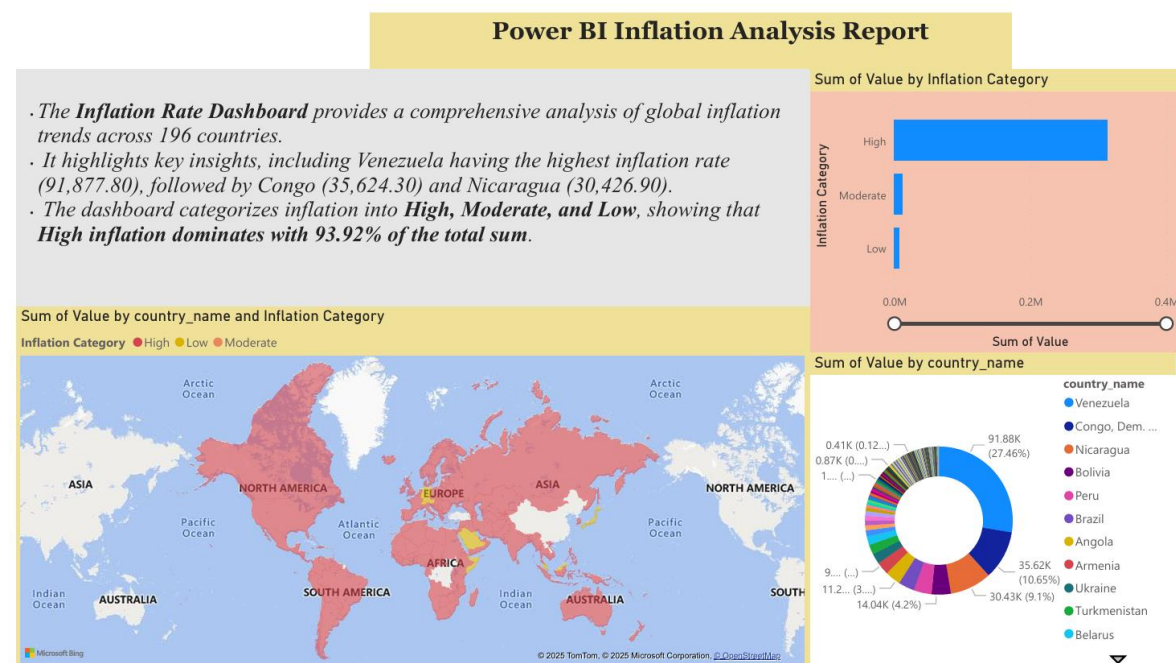 Power BI Inflation Analysis Report
• The Inflation Rate Dashboard provides a comprehensive analysis of global inflation
trends across 196 countries.
• It highlights key insights, including Venezuela having the highest inflation rate
(91,877.80), followed by Congo (35,624.30) and Nicaragua (30,426.90).
• The dashboard categorizes inflation into High, Moderate, and Low, showing that
High inflation dominates with 93.92% of the total sum.
Sum of Value by Inflation Category
Inflation Category
High
Moderate
Low
0.0M 0.2M 0.4M
Sum of Value
Sum of Value by country_name and Inflation Category
Inflation Category High Low Moderate
Arctic
Ocean
Arctic
Ocean
ASIA
NORTH AMERICA
EUROPE
ASIA
NORTH AMERICA
Pacific
Ocean
Atlantic
Ocean
Pacific
Ocean
AFRICA
Indian
Ocean
AUSTRALIA
SOUTH AMERICA
Indian
Ocean
AUSTRALIA
SOUTH
Microsoft Bing
© 2025 TomTom, © 2025 Microsoft Corporation, © OpenStreetMap
Sum of Value by country_name
0.41K (0.12...)
0.87K (0....)
1.... (...)
9.... (...)
11.2... (3....)
14.04K (4.2%)
91.88K
(27.46%)
35.62K
(10.65%)
30.43K (9.1%)
country_name
Venezuela
Congo, Dem. ...
Nicaragua
Bolivia
Peru
Brazil
Angola
Armenia
Ukraine
Turkmenistan
Belarus